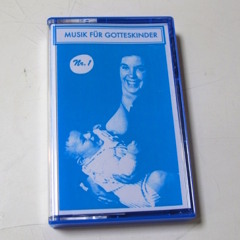 MUSIK FÜR GOTTESKINDER
Nr. 1